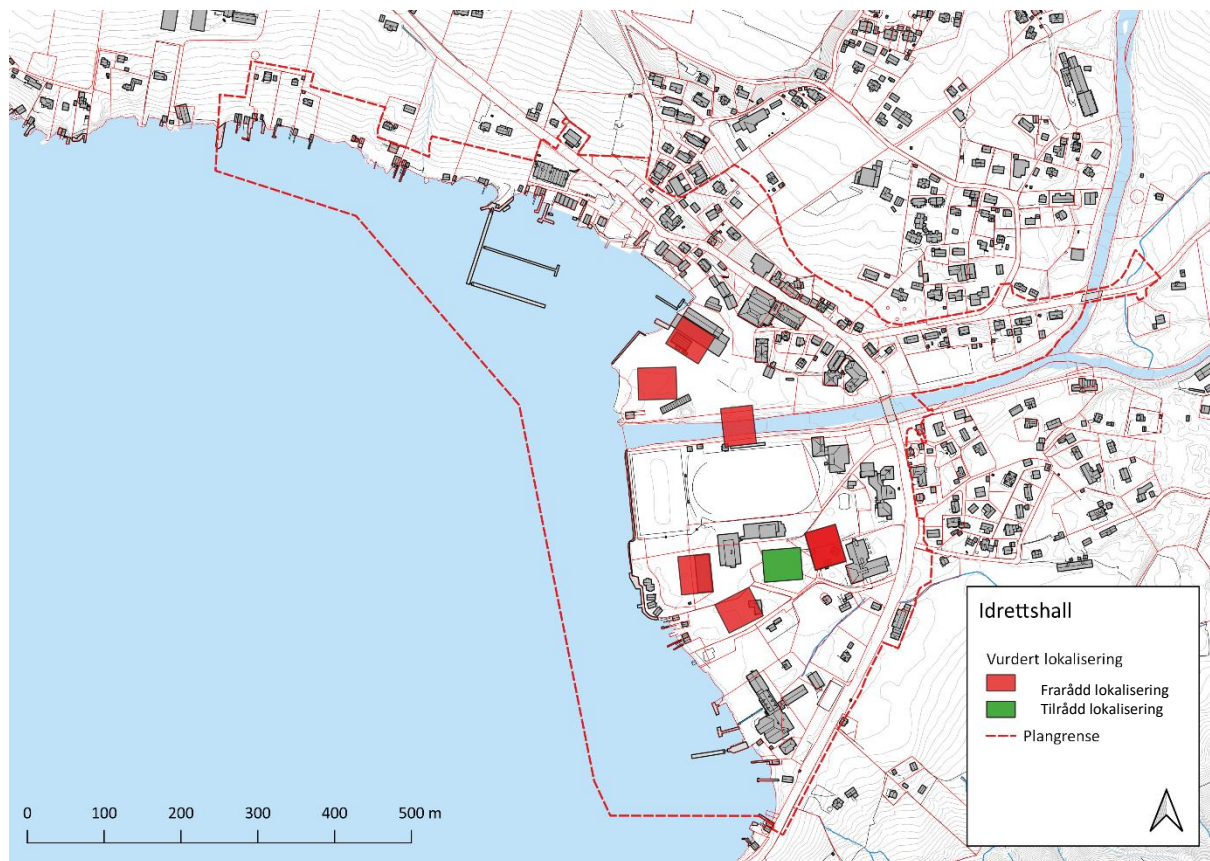 Idrettshall
Vurdert lokalisering
Frarådd lokalisering
Tilrådd lokalisering
Plangrense
0 100 200 300 400 500 m